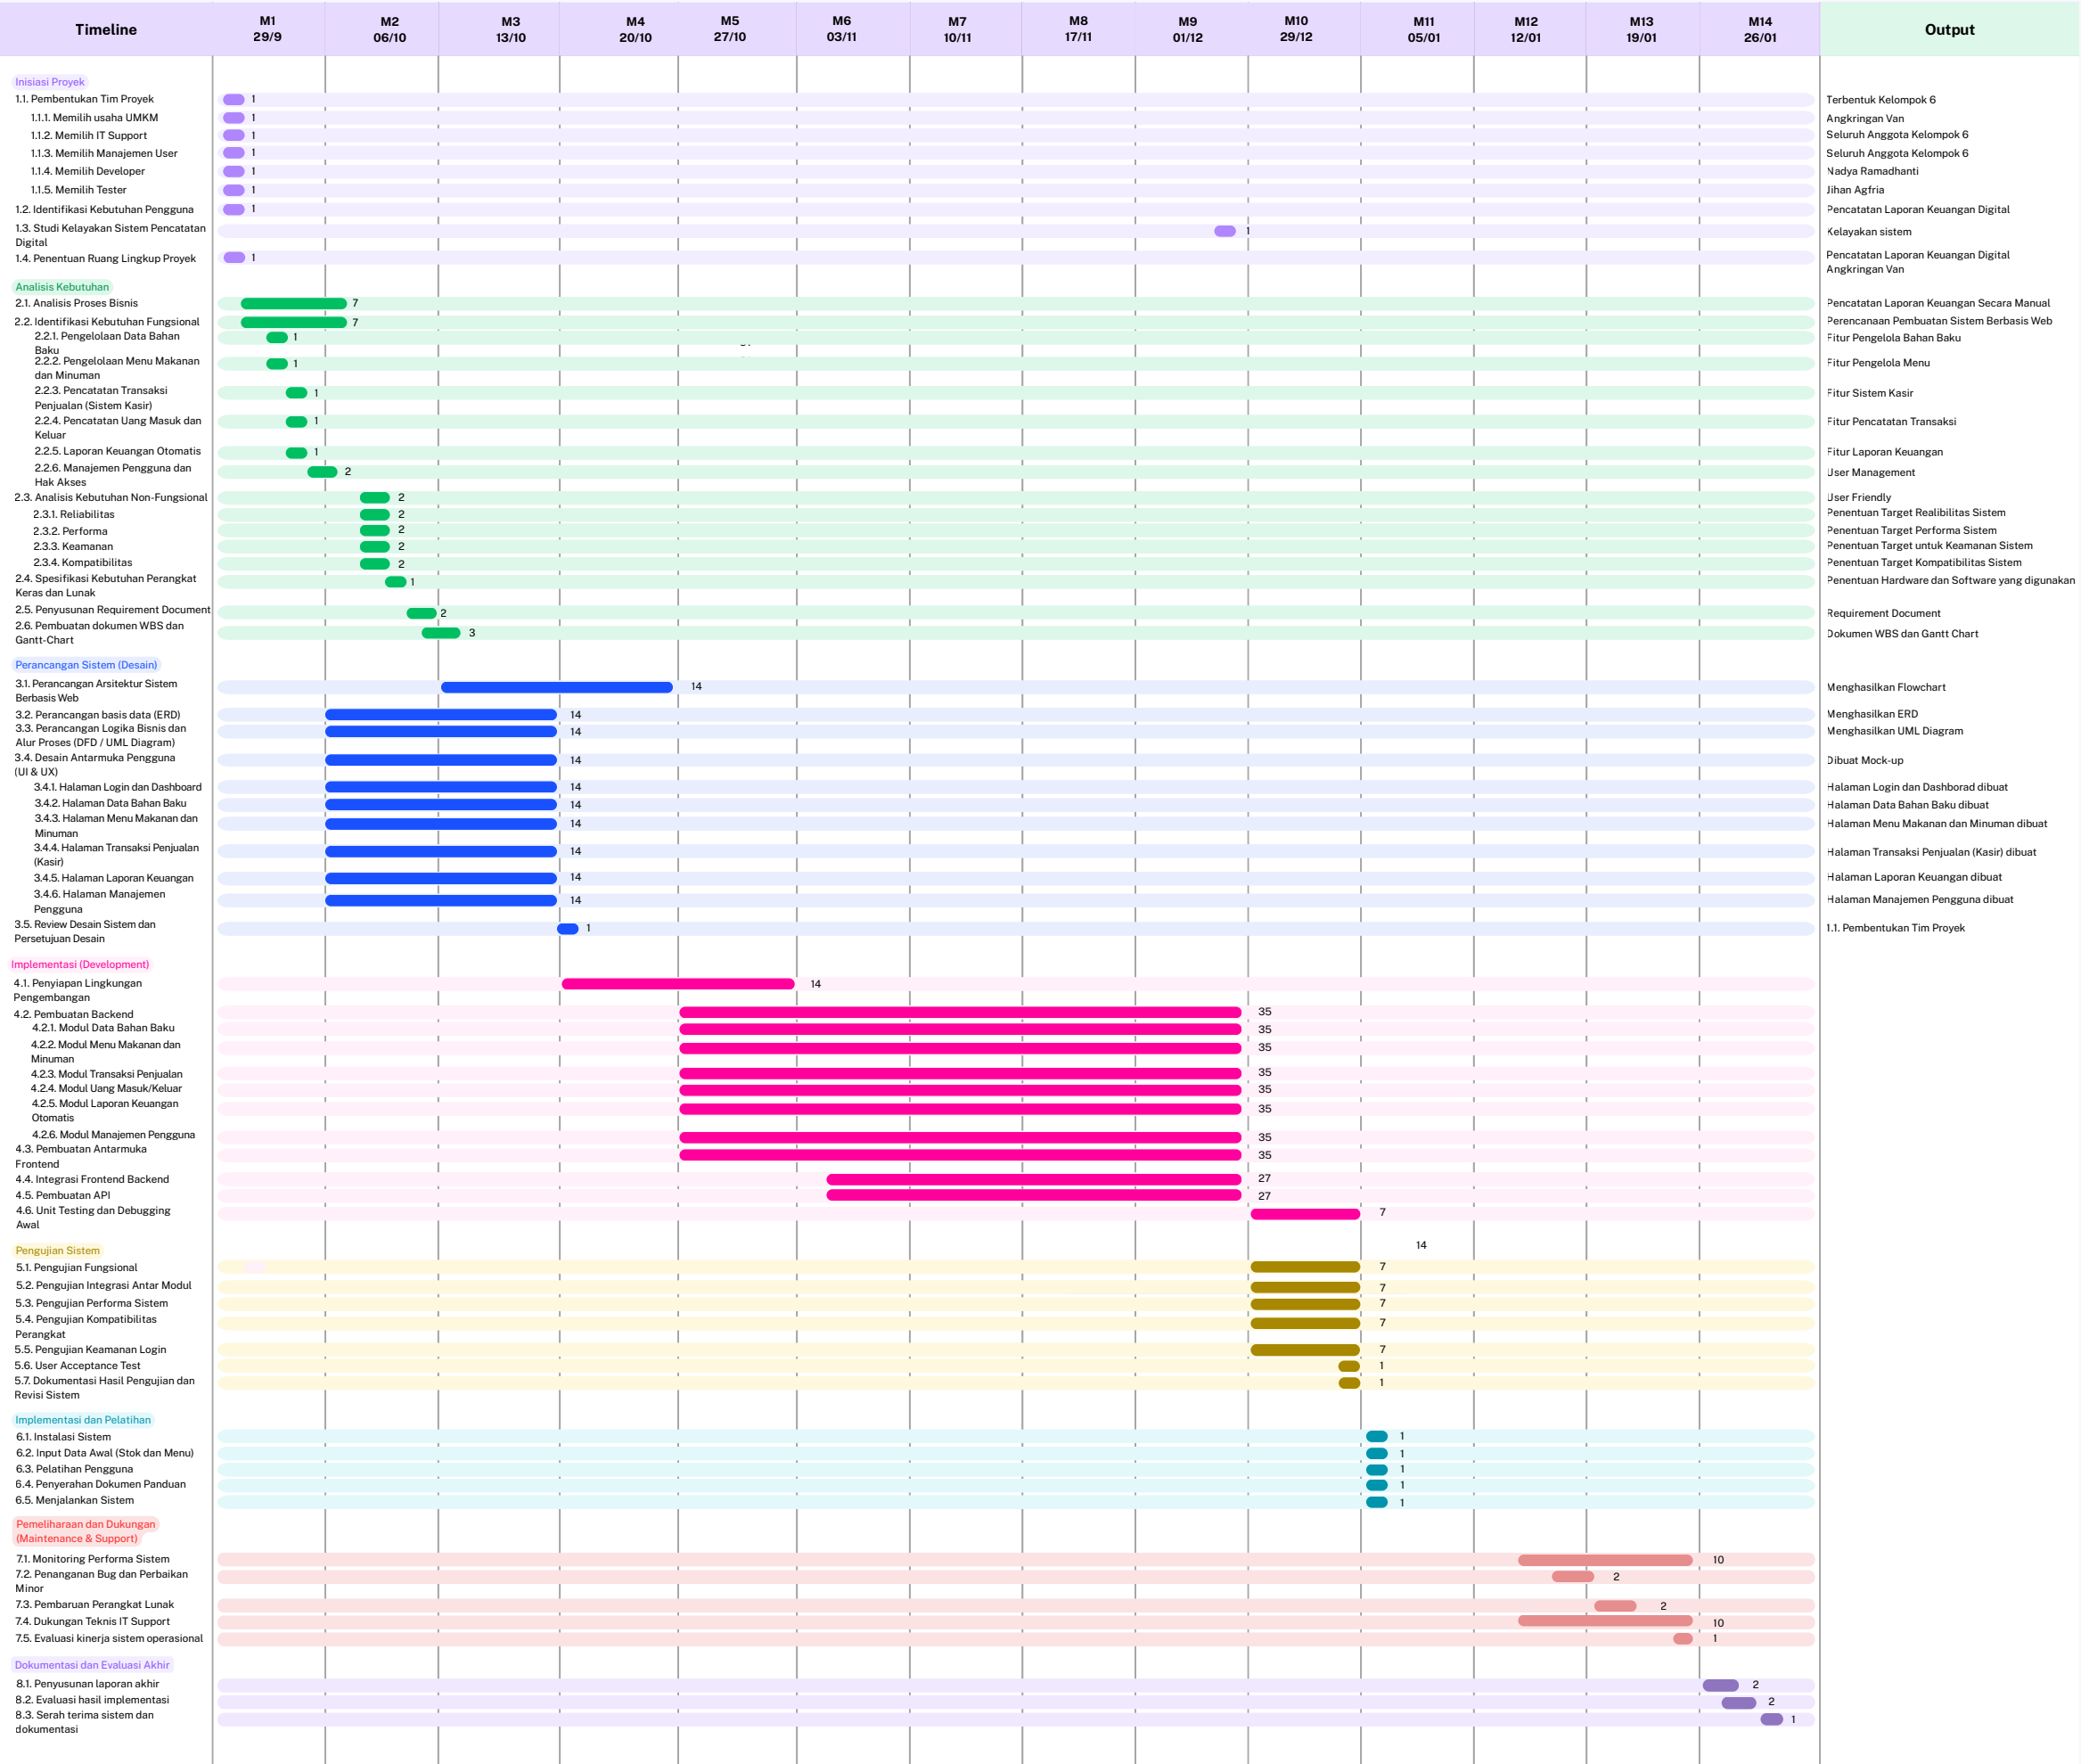 Timeline
M1
29/9
M2
06/10
M3
13/10
M4
20/10
M5
27/10
M6
03/11
M7
10/11
M8
17/11
M9
01/12
M10
29/12
M11
05/01
M12
12/01
M13
19/01
M14
26/01
Output
Inisiasi Proyek
1.1. Pembentukan Tim Proyek 1 Terbentuk Kelompok 6
1.1.1. Memilih usaha UMKM 1 Angkringan Van
1.1.2. Memilih IT Support 1 Seluruh Anggota Kelompok 6
1.1.3. Memilih Manajemen User 1 Seluruh Anggota Kelompok 6
1.1.4. Memilih Developer 1 Nadya Ramadhanti
1.1.5. Memilih Tester 1 Jihan Agfria
1.2. Identifikasi Kebutuhan Pengguna 1 Pencatatan Laporan Keuangan Digital
1.3. Studi Kelayakan Sistem Pencatatan
Digital
1 Kelayakan sistem
1.4. Penentuan Ruang Lingkup Proyek 1 Pencatatan Laporan Keuangan Digital
Angkringan Van
Analisis Kebutuhan
2.1. Analisis Proses Bisnis 7 Pencatatan Laporan Keuangan Secara Manual
2.2. Identifikasi Kebutuhan Fungsional 7 Perencanaan Pembuatan Sistem Berbasis Web
2.2.1. Pengelolaan Data Bahan
Baku
1 Fitur Pengelola Bahan Baku
2.2.2. Pengelolaan Menu Makanan
dan Minuman
1 Fitur Pengelola Menu
2.2.3. Pencatatan Transaksi
Penjualan (Sistem Kasir)
1 Fitur Sistem Kasir
2.2.4. Pencatatan Uang Masuk dan
Keluar
1 Fitur Pencatatan Transaksi
2.2.5. Laporan Keuangan Otomatis 1 Fitur Laporan Keuangan
2.2.6. Manajemen Pengguna dan
Hak Akses
2 User Management
2.3. Analisis Kebutuhan Non-Fungsional 2 User Friendly
2.3.1. Reliabilitas 2 Penentuan Target Realibilitas Sistem
2.3.2. Performa 2 Penentuan Target Performa Sistem
2.3.3. Keamanan 2 Penentuan Target untuk Keamanan Sistem
2.3.4. Kompatibilitas 2 Penentuan Target Kompatibilitas Sistem
2.4. Spesifikasi Kebutuhan Perangkat
Keras dan Lunak
1 Penentuan Hardware dan Software yang digunakan
2.5. Penyusunan Requirement Document 2 Requirement Document
2.6. Pembuatan dokumen WBS dan
Gantt-Chart
3 Dokumen WBS dan Gantt Chart
Perancangan Sistem (Desain)
3.1. Perancangan Arsitektur Sistem
Berbasis Web
14 Menghasilkan Flowchart
3.2. Perancangan basis data (ERD) 14 Menghasilkan ERD
3.3. Perancangan Logika Bisnis dan
Alur Proses (DFD / UML Diagram)
14 Menghasilkan UML Diagram
3.4. Desain Antarmuka Pengguna
(UI & UX)
14 Dibuat Mock-up
3.4.1. Halaman Login dan Dashboard 14 Halaman Login dan Dashborad dibuat
3.4.2. Halaman Data Bahan Baku 14 Halaman Data Bahan Baku dibuat
3.4.3. Halaman Menu Makanan dan
Minuman
14 Halaman Menu Makanan dan Minuman dibuat
3.4.4. Halaman Transaksi Penjualan
(Kasir)
14 Halaman Transaksi Penjualan (Kasir) dibuat
3.4.5. Halaman Laporan Keuangan 14 Halaman Laporan Keuangan dibuat
3.4.6. Halaman Manajemen
Pengguna
14 Halaman Manajemen Pengguna dibuat
3.5. Review Desain Sistem dan
Persetujuan Desain
1 1.1. Pembentukan Tim Proyek
Implementasi (Development)
4.1. Penyiapan Lingkungan
Pengembangan
14
4.2. Pembuatan Backend 35
4.2.1. Modul Data Bahan Baku 35
4.2.2. Modul Menu Makanan dan
Minuman
35
4.2.3. Modul Transaksi Penjualan 35
4.2.4. Modul Uang Masuk/Keluar 35
4.2.5. Modul Laporan Keuangan
Otomatis
35
4.2.6. Modul Manajemen Pengguna 35
4.3. Pembuatan Antarmuka
Frontend
35
4.4. Integrasi Frontend Backend 27
4.5. Pembuatan API 27
4.6. Unit Testing dan Debugging
Awal
7
Pengujian Sistem 14
5.1. Pengujian Fungsional 7
5.2. Pengujian Integrasi Antar Modul 7
5.3. Pengujian Performa Sistem 7
5.4. Pengujian Kompatibilitas
Perangkat
7
5.5. Pengujian Keamanan Login 7
5.6. User Acceptance Test 1
5.7. Dokumentasi Hasil Pengujian dan
Revisi Sistem
1
Implementasi dan Pelatihan
6.1. Instalasi Sistem 1
6.2. Input Data Awal (Stok dan Menu) 1
6.3. Pelatihan Pengguna 1
6.4. Penyerahan Dokumen Panduan 1
6.5. Menjalankan Sistem 1
Pemeliharaan dan Dukungan
(Maintenance & Support)
7.1. Monitoring Performa Sistem 10
7.2. Penanganan Bug dan Perbaikan
Minor
2
7.3. Pembaruan Perangkat Lunak 2
7.4. Dukungan Teknis IT Support 10
7.5. Evaluasi kinerja sistem operasional 1
Dokumentasi dan Evaluasi Akhir
8.1. Penyusunan laporan akhir 2
8.2. Evaluasi hasil implementasi 2
8.3. Serah terima sistem dan
dokumentasi
1